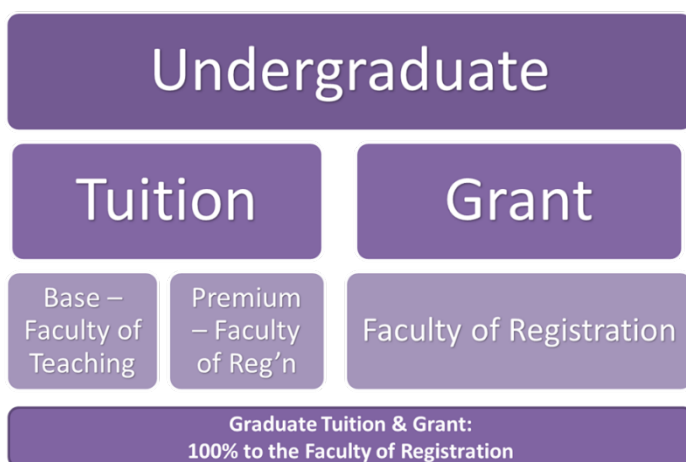 Undergraduate
Tuition
Grant
Base –
Faculty of
Teaching
Premium
– Faculty
of Reg’n
Faculty of Registration
Graduate Tuition & Grant:
100% to the Faculty of Registration